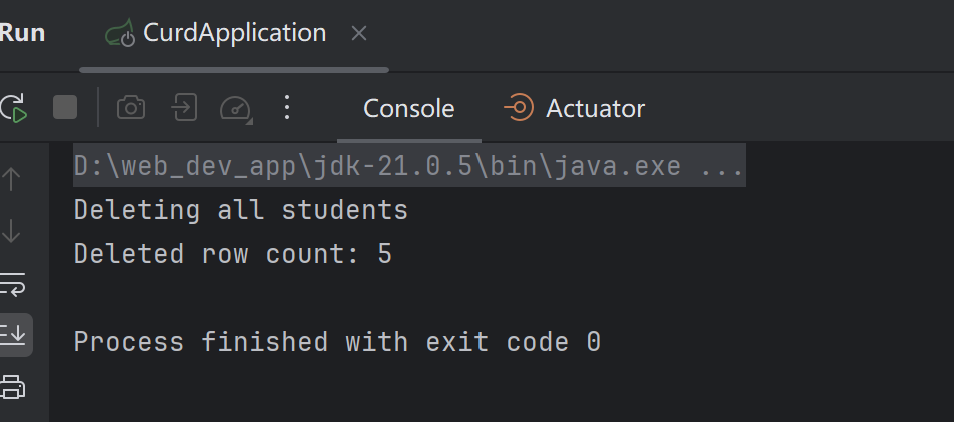 Run
CurdApplication
Console
Actuator
D:\web_dev_app\jdk-21.0.5\bin\java.exe ...
Deleting all students
Deleted row count: 5
Process finished with exit code 0